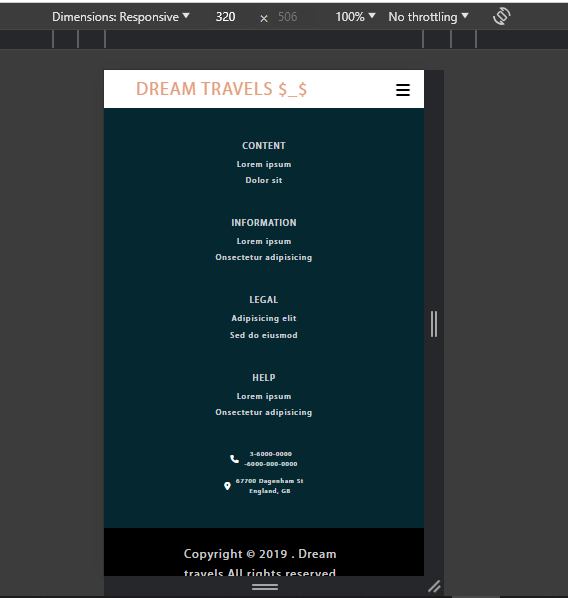 Dimensions: Responsive 320 × 506 100% No throttling
DREAM TRAVELS $_$
CONTENT
Lorem ipsum
Dolor sit
INFORMATION
Lorem ipsum
Onsectetur adipisicing
LEGAL
Adipisicing elit
Sed do eiusmod
HELP
Lorem ipsum
Onsectetur adipisicing
3-6000-0000
-6000-000-0000
67700 Dagenham St
England, GB
Copyright © 2019 . Dream
travels All rights reserved